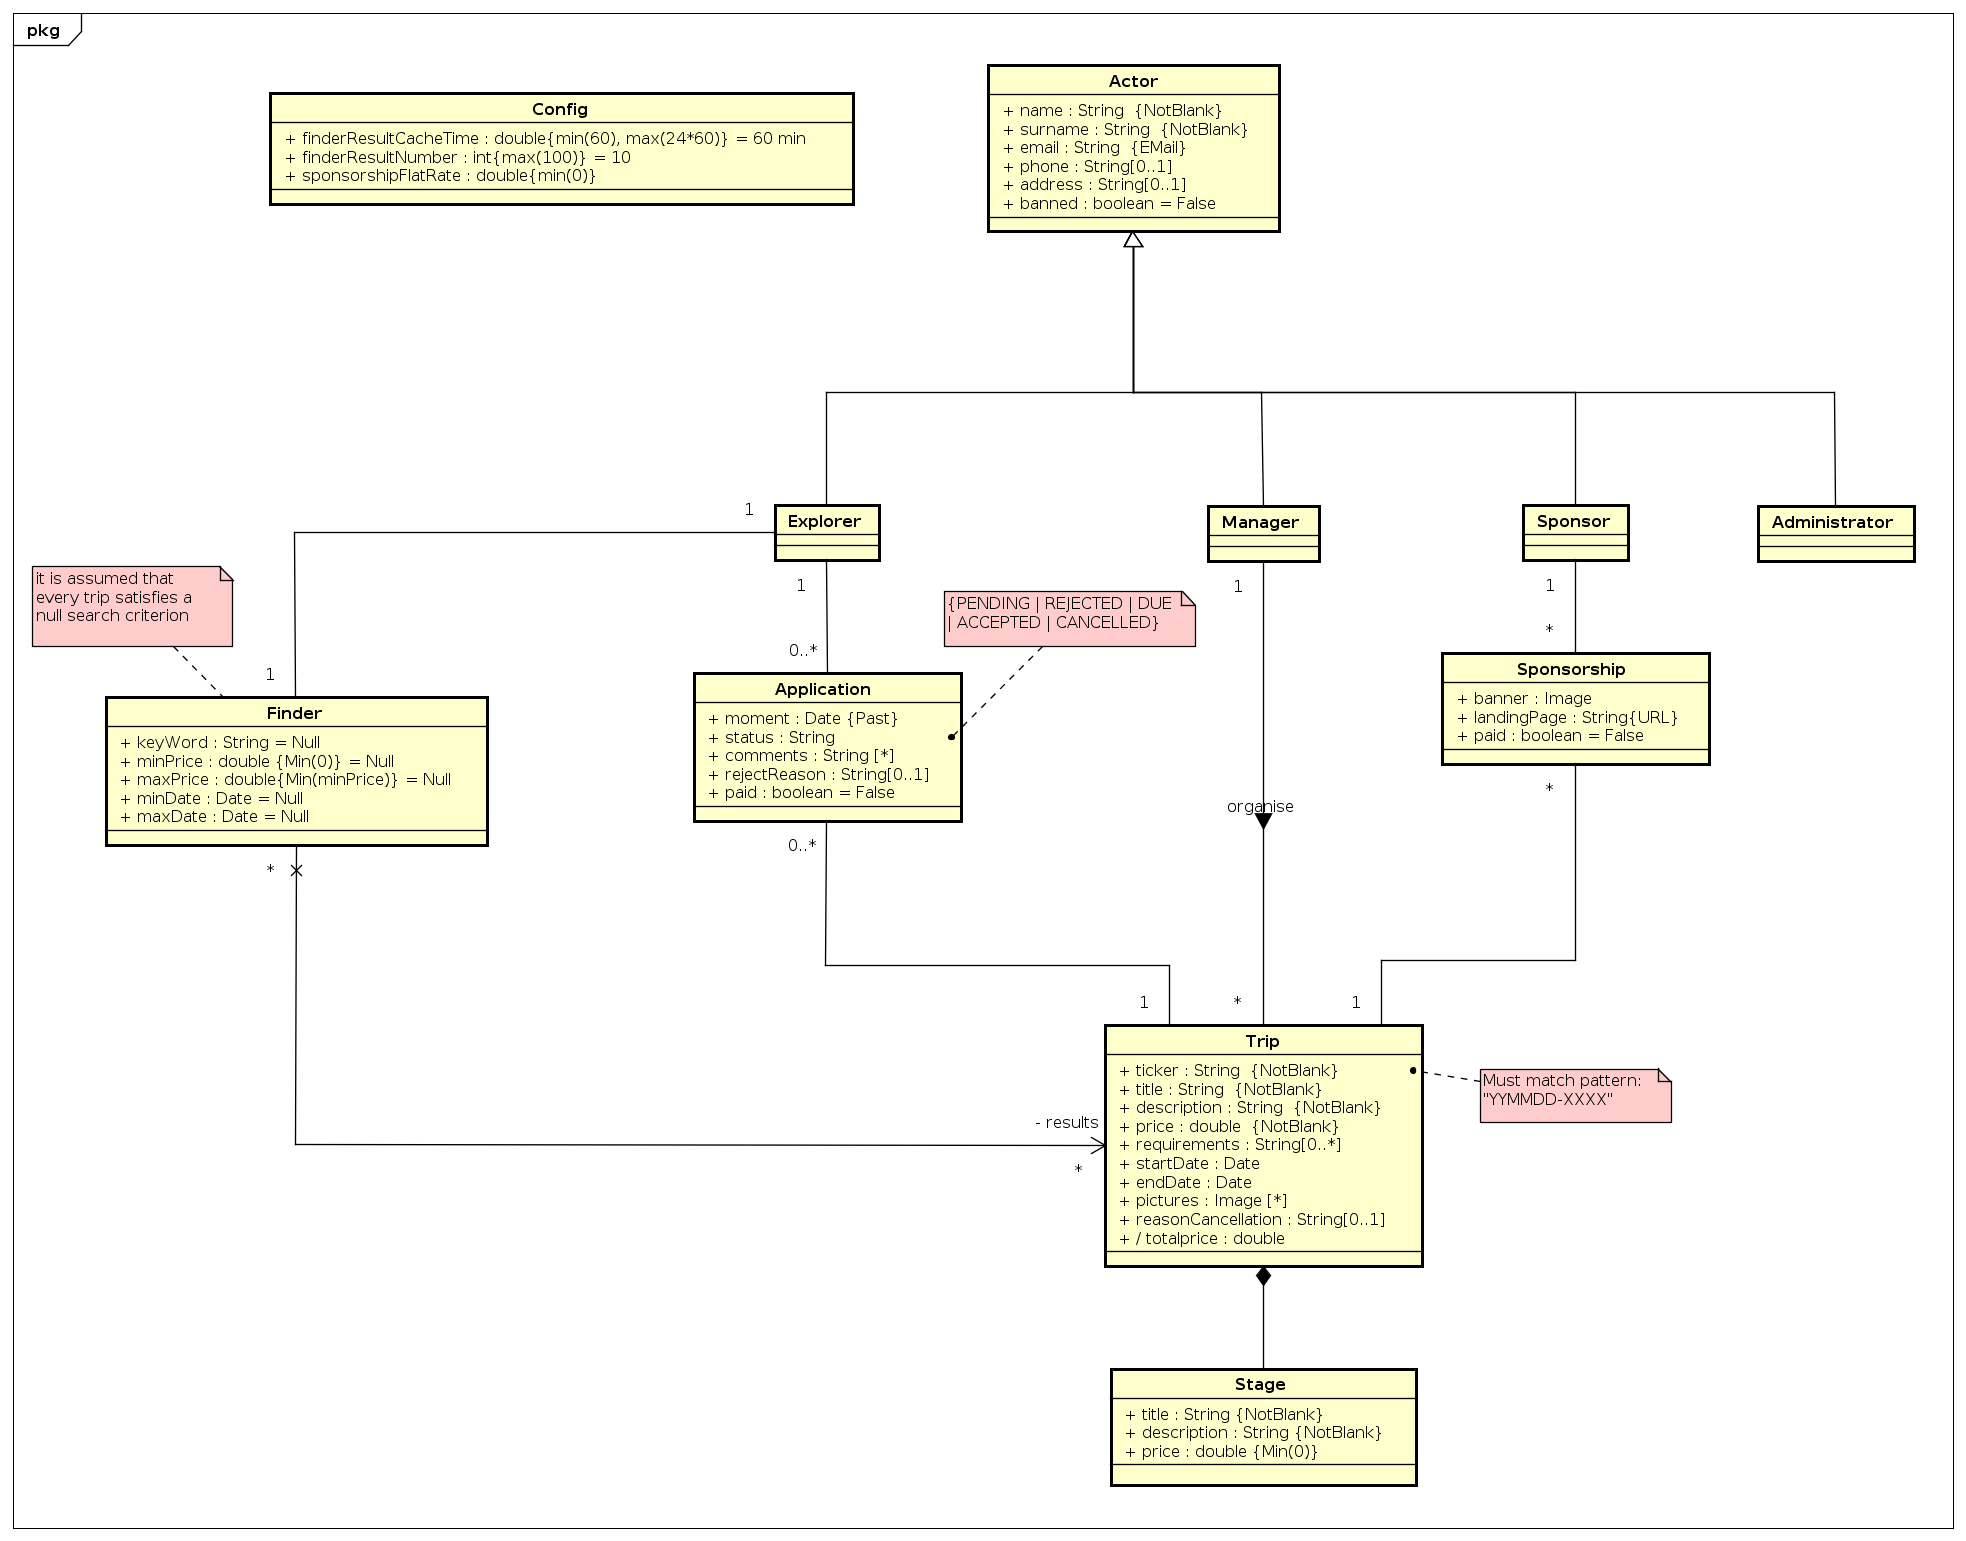 pkg
Config
+ finderResultCacheTime : double{min(60), max(24*60)} = 60 min
+ finderResultNumber : int{max(100)} = 10
+ sponsorshipFlatRate : double{min(0)}
Actor
+ name : String {NotBlank}
+ surname : String {NotBlank}
+ email : String {EMail}
+ phone : String[0..1]
+ address : String[0..1]
+ banned : boolean = False
1
Explorer
Manager
Sponsor
Administrator
it is assumed that
every trip satisfies a
null search criterion
1
1
1
{PENDING | REJECTED | DUE
| ACCEPTED | CANCELLED}
0..*
*
1
Finder
+ keyWord : String = Null
+ minPrice : double {Min(0)} = Null
+ maxPrice : double{Min(minPrice)} = Null
+ minDate : Date = Null
+ maxDate : Date = Null
Application
+ moment : Date {Past}
+ status : String
+ comments : String [*]
+ rejectReason : String[0..1]
+ paid : boolean = False
Sponsorship
+ banner : Image
+ landingPage : String{URL}
+ paid : boolean = False
*
organise
0..*
*
1
*
1
Trip
+ ticker : String {NotBlank}
+ title : String {NotBlank}
+ description : String {NotBlank}
+ price : double {NotBlank}
+ requirements : String[0..*]
+ startDate : Date
+ endDate : Date
+ pictures : Image [*]
+ reasonCancellation : String[0..1]
+ / totalprice : double
Must match pattern:
"YYMMDD-XXXX"
- results
*
Stage
+ title : String {NotBlank}
+ description : String {NotBlank}
+ price : double {Min(0)}